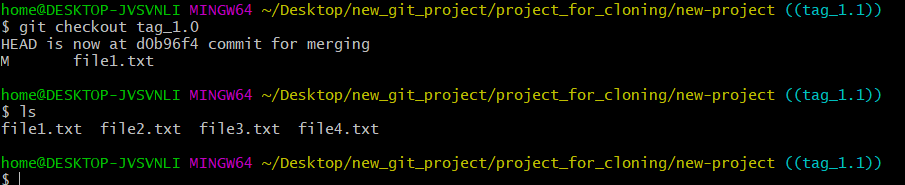 home@DESKTOP-JVSVNLI MINGW64 ~/Desktop/new_git_project/project_for_cloning/new-project ((tag_1.1))
$ git checkout tag_1.0
HEAD is now at d0b96f4 commit for merging
M       file1.txt
home@DESKTOP-JVSVNLI MINGW64 ~/Desktop/new_git_project/project_for_cloning/new-project ((tag_1.1))
$ ls
file1.txt  file2.txt  file3.txt  file4.txt
home@DESKTOP-JVSVNLI MINGW64 ~/Desktop/new_git_project/project_for_cloning/new-project ((tag_1.1))
$